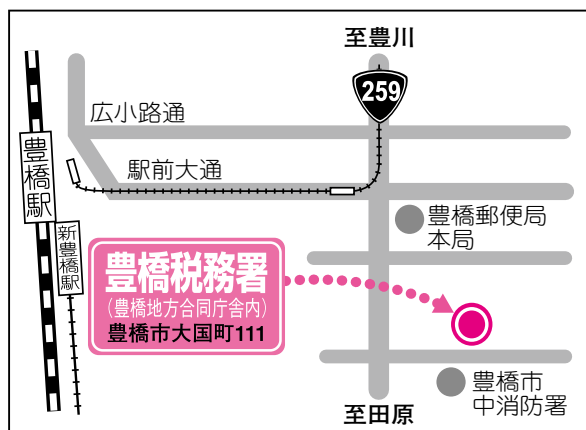 至豊川
259
広小路通
駅前大通
豊橋駅
新豊橋駅
豊橋郵便局
本局
豊橋税務署
(豊橋地方合同庁舎内)
豊橋市大国町111
豊橋市
中消防署
至田原